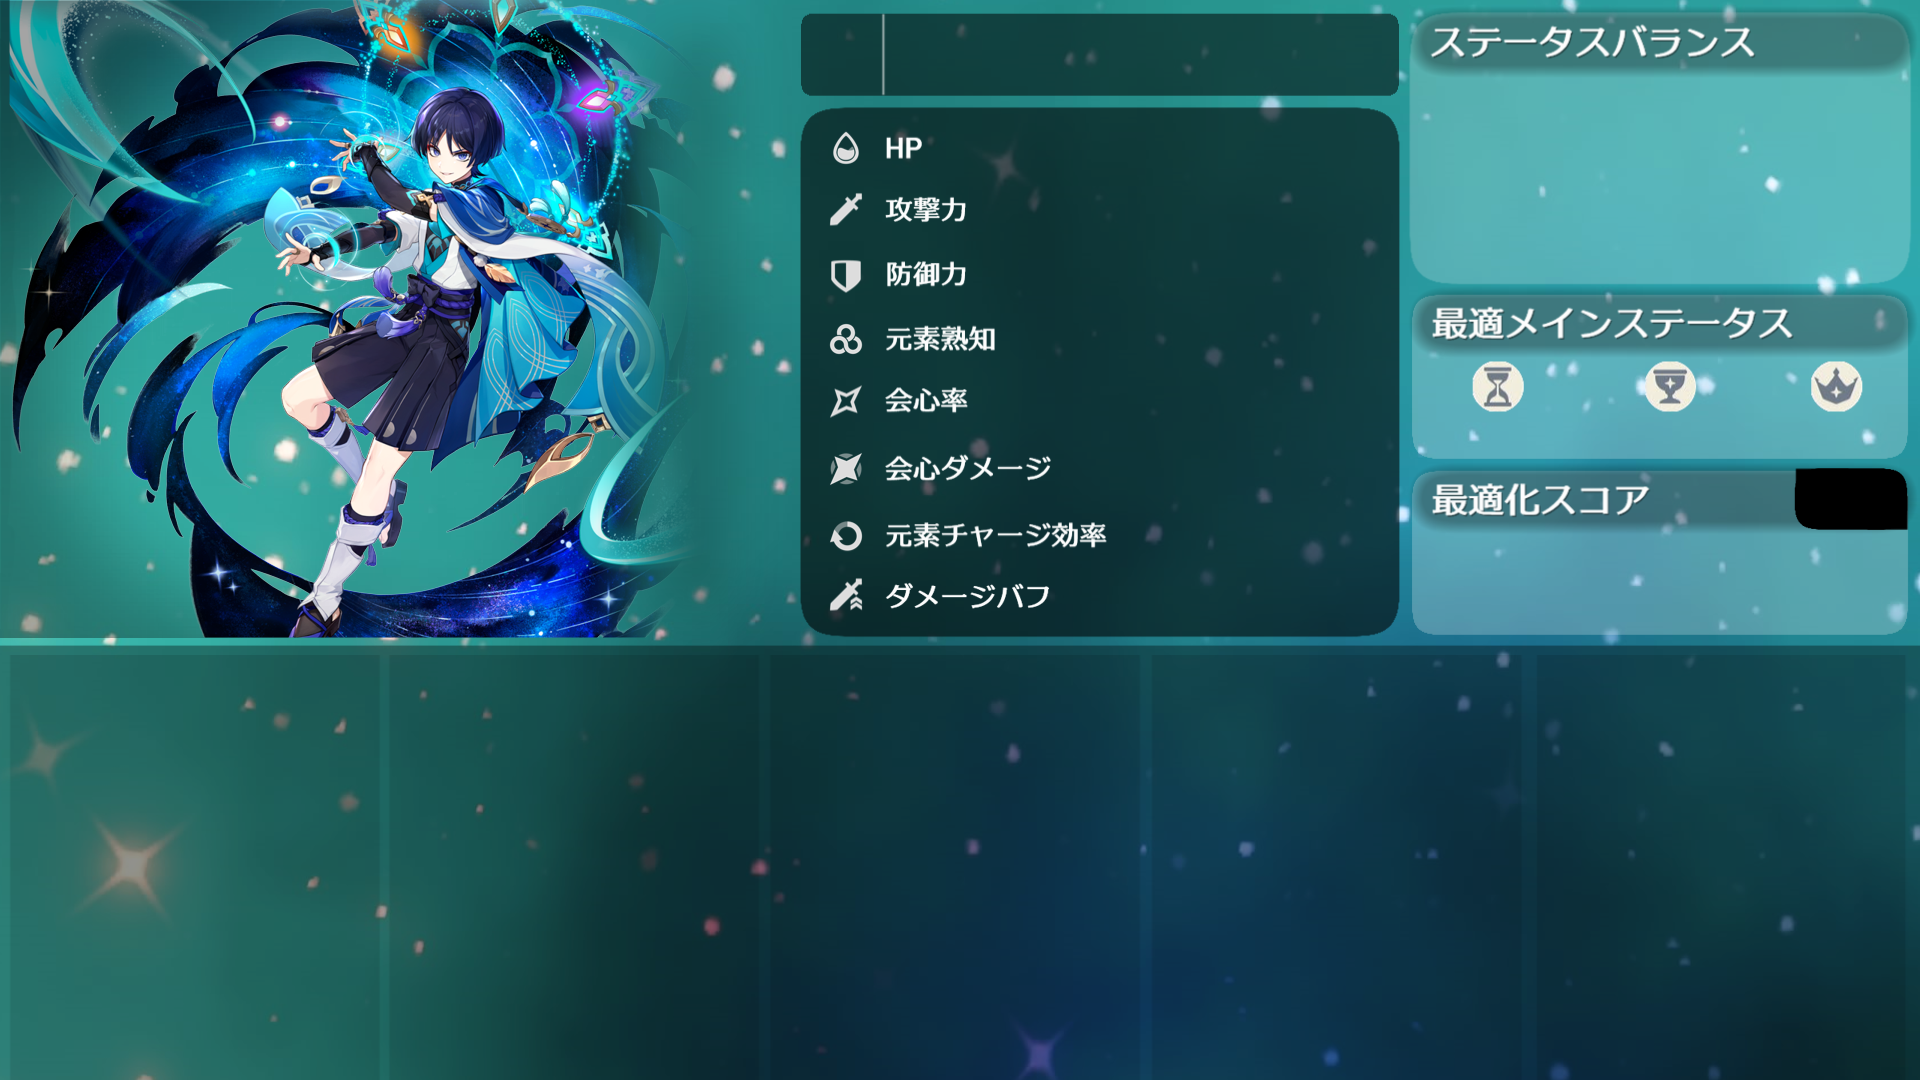 HP
攻撃力
防御力
元素熟知
会心率
会心ダメージ
元素チャージ効率
ダメージバフ
ステータスバランス
最適メインステータス
最適化スコア